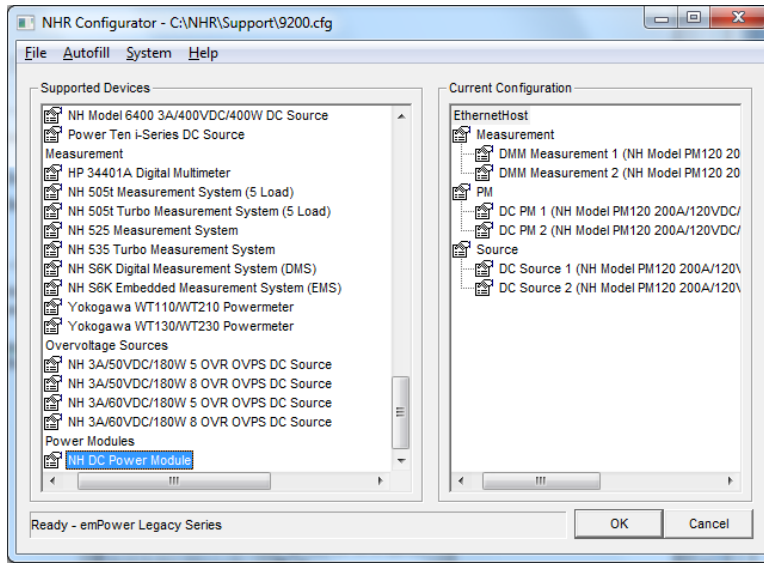 NHR Configurator - C:\NHR\Support\9200.cfg
File Autofill System Help
Supported Devices
NH Model 6400 3A/400VDC/400W DC Source
Power Ten i-Series DC Source
Measurement
HP 34401A Digital Multimeter
NH 505t Measurement System (5 Load)
NH 505t Turbo Measurement System (5 Load)
NH 525 Measurement System
NH 535 Turbo Measurement System
NH S6K Digital Measurement System (DMS)
NH S6K Embedded Measurement System (EMS)
Yokogawa WT110/WT210 Powermeter
Yokogawa WT130/WT230 Powermeter
Overvoltage Sources
NH 3A/50VDC/180W 5 OVR OVPS DC Source
NH 3A/50VDC/180W 8 OVR OVPS DC Source
NH 3A/60VDC/180W 5 OVR OVPS DC Source
NH 3A/60VDC/180W 8 OVR OVPS DC Source
Power Modules
NH DC Power Module
Current Configuration
EthernetHost
Measurement
DMM Measurement 1 (NH Model PM120 20
DMM Measurement 2 (NH Model PM120 20
PM
DC PM 1 (NH Model PM120 200A/120VDC/
DC PM 2 (NH Model PM120 200A/120VDC/
Source
DC Source 1 (NH Model PM120 200A/120V
DC Source 2 (NH Model PM120 200A/120V
Ready - emPower Legacy Series
OK
Cancel